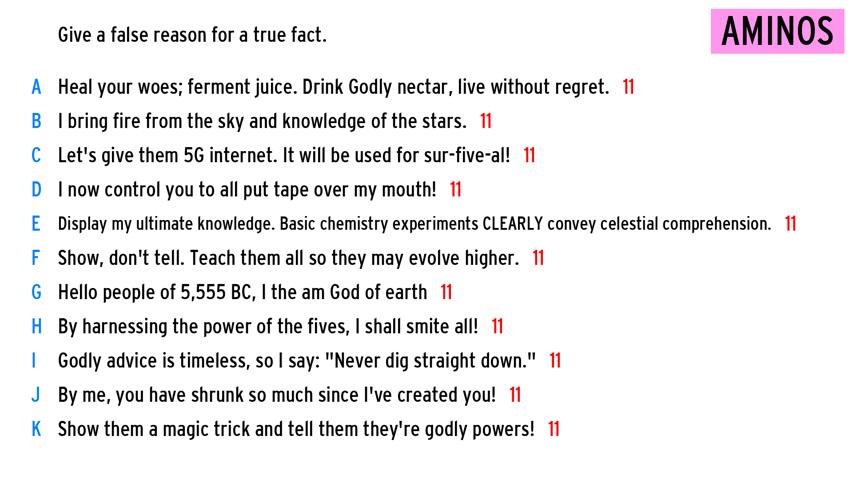 Give a false reason for a true fact.
AMINOS
A Heal your woes; ferment juice. Drink Godly nectar, live without regret. 11
B I bring fire from the sky and knowledge of the stars. 11
C Let's give them 5G internet. It will be used for sur-five-al! 11
D I now control you to all put tape over my mouth! 11
E Display my ultimate knowledge. Basic chemistry experiments CLEARLY convey celestial comprehension. 11
F Show, don't tell. Teach them all so they may evolve higher. 11
G Hello people of 5,555 BC, I the am God of earth 11
H By harnessing the power of the fives, I shall smite all! 11
I Godly advice is timeless, so I say: "Never dig straight down." 11
J By me, you have shrunk so much since I've created you! 11
K Show them a magic trick and tell them they're godly powers! 11